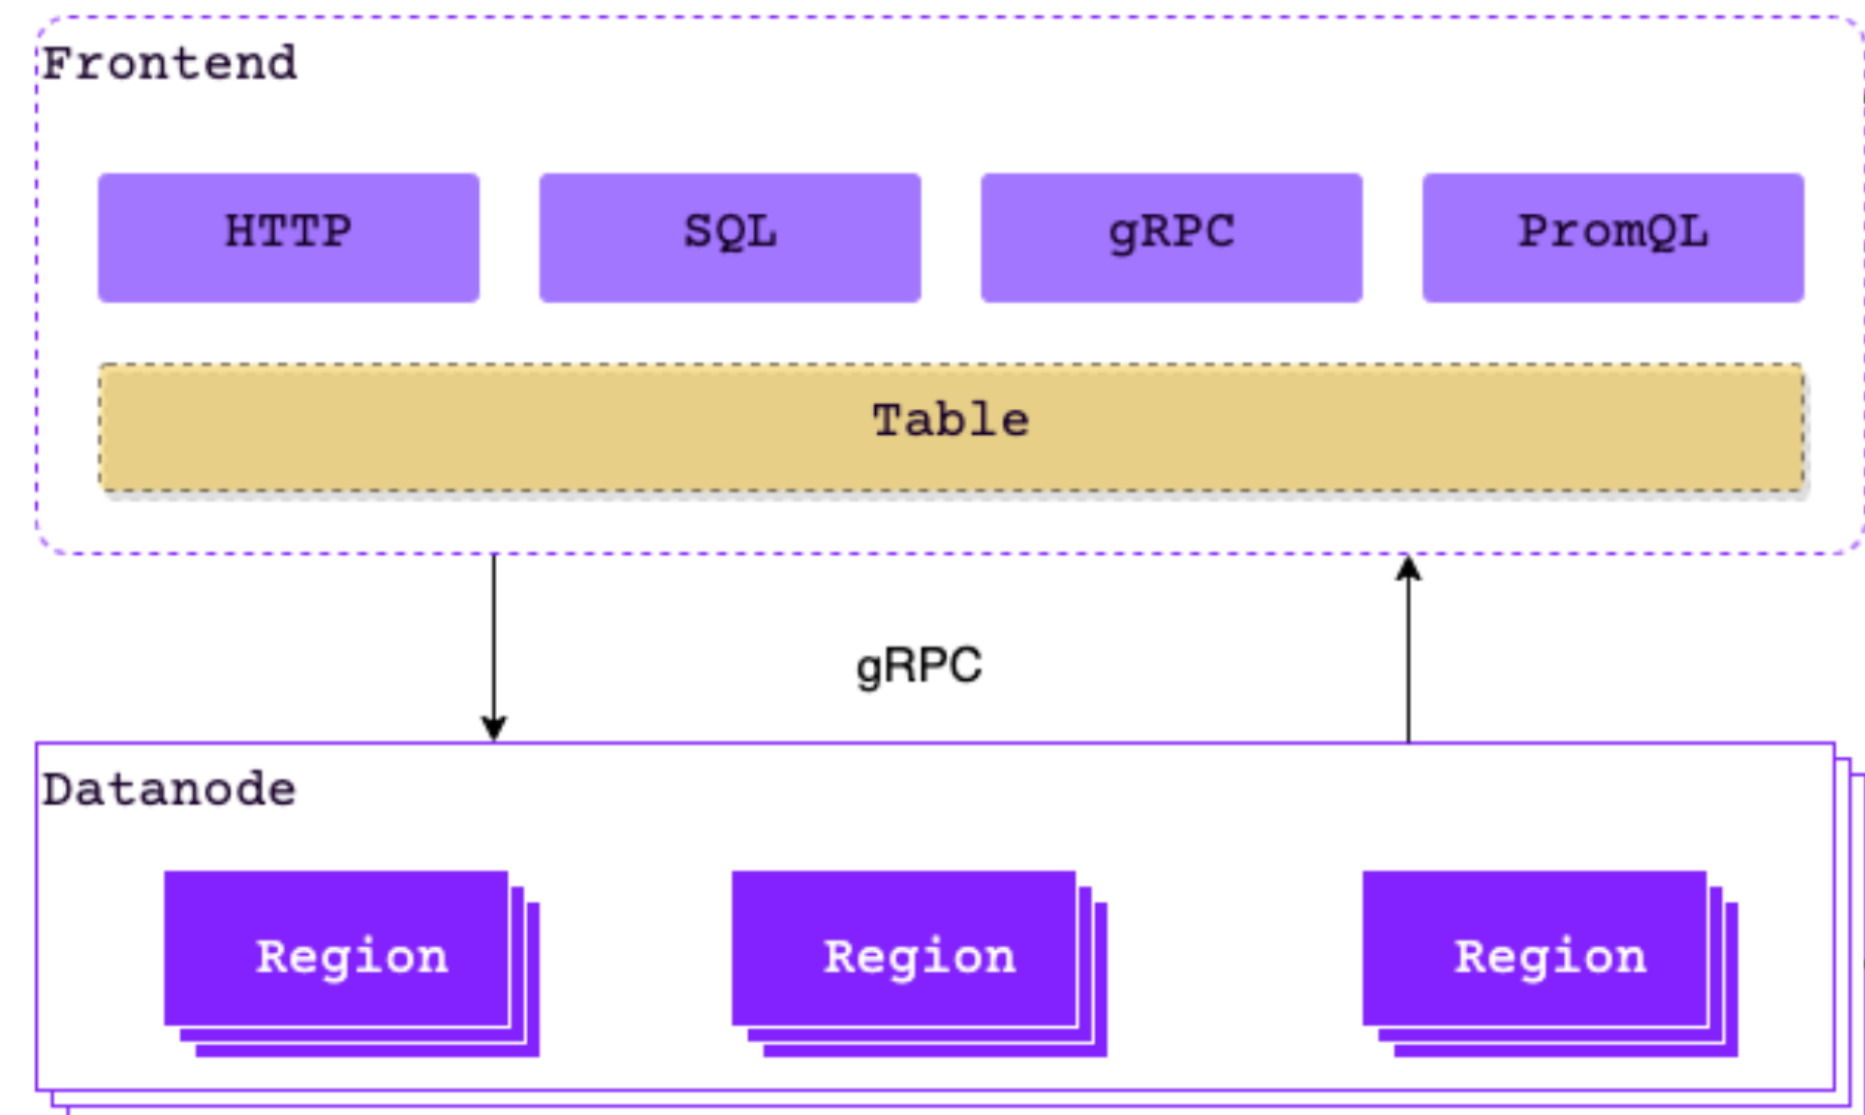 Frontend
HTTP SQL gRPC PromQL
Table
gRPC
Datanode
Region Region Region